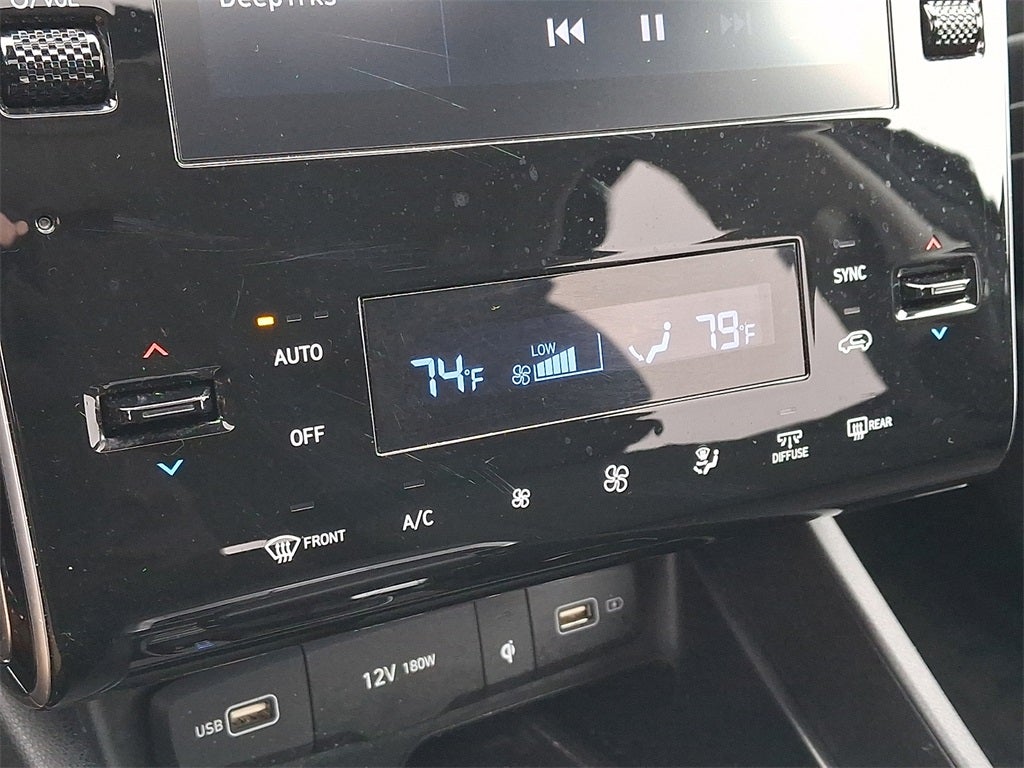 DeepTrks
SYNC
AUTO
LOW
74°F
79°F
OFF
REAR
DIFFUSE
A/C
FRONT
12V 180W
USB